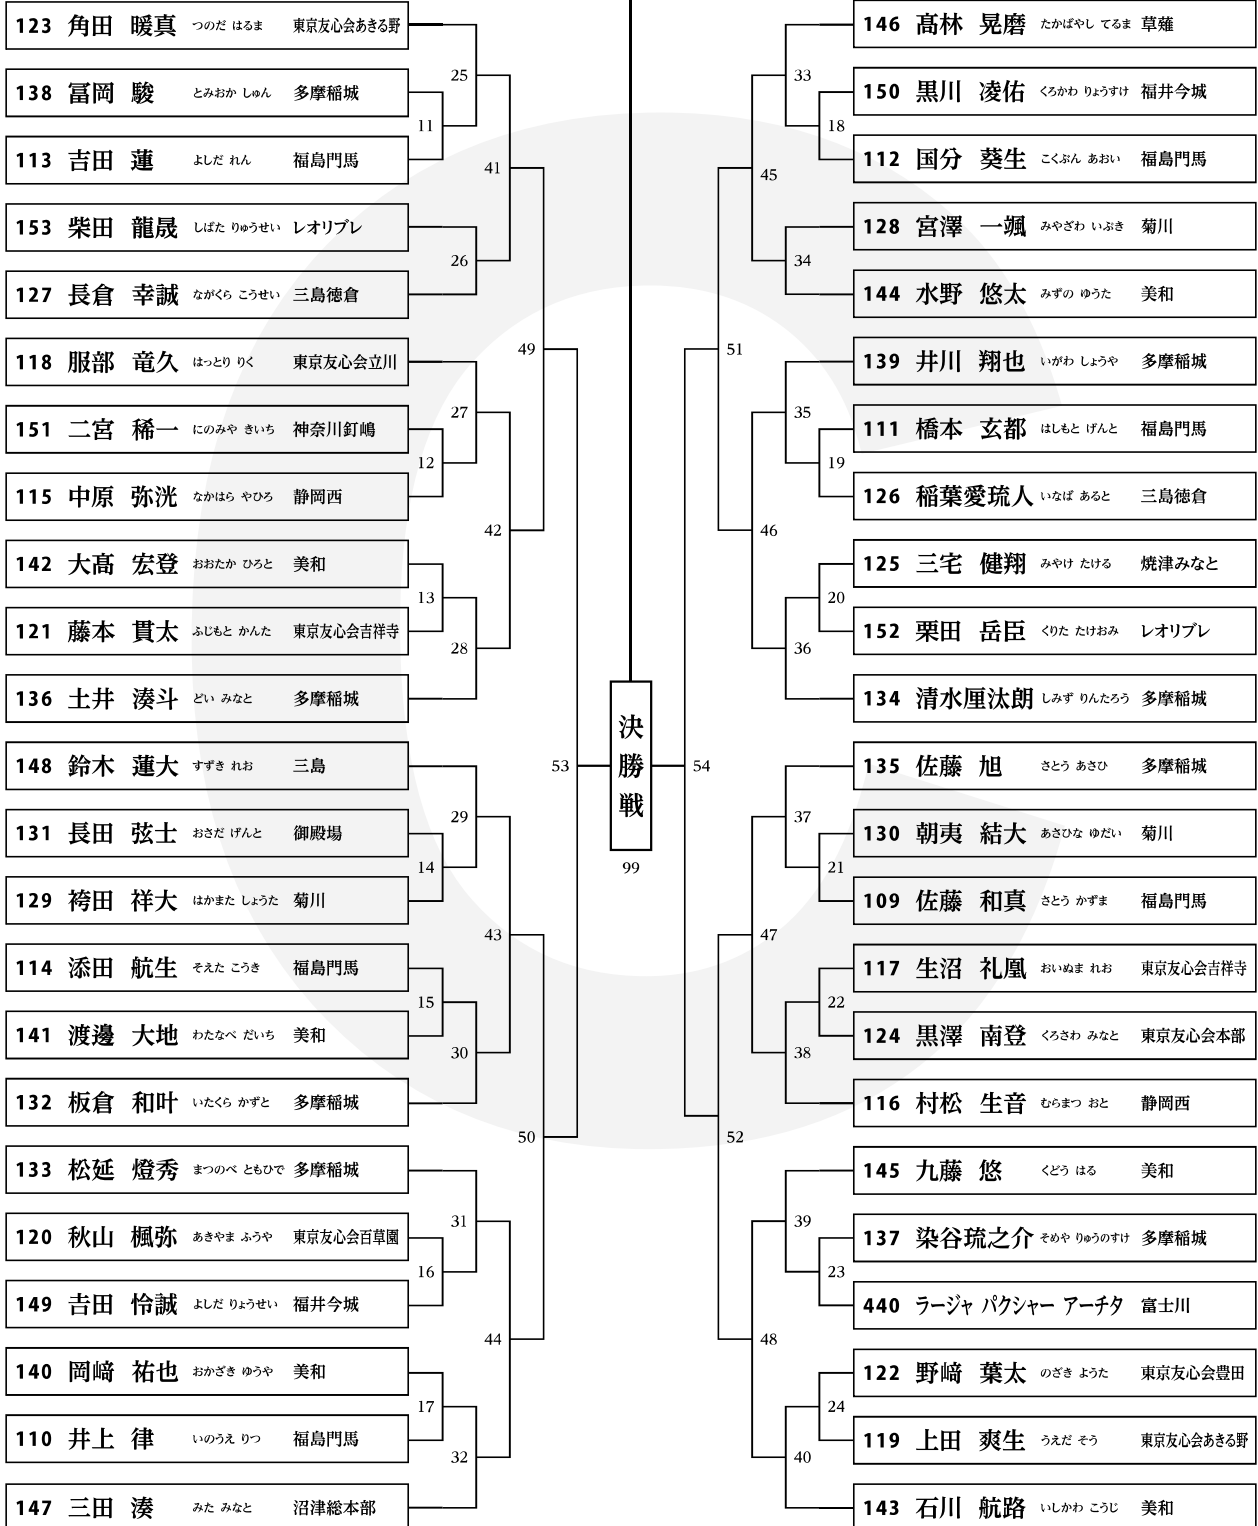 123 角田 暖真 つのだ はるま 東京友心会あきる野
138 冨岡 駿 とみおか しゅん 多摩稲城
113 吉田 蓮 よしだ れん 福島門馬
153 柴田 龍晟 しばた りゅうせい レオリブレ
127 長倉 幸誠 ながくら こうせい 三島徳倉
118 服部 竜久 はっとり りく 東京友心会立川
151 二宮 稀一 にのみや きいち 神奈川釘嶋
115 中原 弥洸 なかはら やひろ 静岡西
142 大髙 宏登 おおたか ひろと 美和
121 藤本 貫太 ふじもと かんた 東京友心会吉祥寺
136 土井 湊斗 どい みなと 多摩稲城
148 鈴木 蓮大 すずき れお 三島
131 長田 弦士 おさだ げんと 御殿場
129 袴田 祥大 はかまた しょうた 菊川
114 添田 航生 そえた こうき 福島門馬
141 渡邊 大地 わたなべ だいち 美和
132 板倉 和叶 いたくら かずと 多摩稲城
133 松延 燈秀 まつのべ ともひで 多摩稲城
120 秋山 楓弥 あきやま ふうや 東京友心会百草園
149 𠮷田 怜誠 よしだ りょうせい 福井今城
140 岡﨑 祐也 おかざき ゆうや 美和
110 井上 律 いのうえ りつ 福島門馬
147 三田 湊 みた みなと 沼津総本部
11
12
13
14
15
16
17
25
26
27
28
29
30
31
32
41
42
43
44
49
50
53
決勝戦
99
54
51
52
45
46
47
48
33
34
35
36
37
38
39
40
18
19
20
21
22
23
24
146 髙林 晃磨 たかばやし てるま 草薙
150 黒川 凌佑 くろかわ りょうすけ 福井今城
112 国分 葵生 こくぶん あおい 福島門馬
128 宮澤 一颯 みやざわ いぶき 菊川
144 水野 悠太 みずの ゆうた 美和
139 井川 翔也 いがわ しょうや 多摩稲城
111 橋本 玄都 はしもと げんと 福島門馬
126 稲葉愛琉人 いなば あると 三島徳倉
125 三宅 健翔 みやけ たける 焼津みなと
152 栗田 岳臣 くりた たけおみ レオリブレ
134 清水厘汰朗 しみず りんたろう 多摩稲城
135 佐藤 旭 さとう あさひ 多摩稲城
130 朝夷 結大 あさひな ゆだい 菊川
109 佐藤 和真 さとう かずま 福島門馬
117 生沼 礼凰 おいぬま れお 東京友心会吉祥寺
124 黒澤 南登 くろさわ みなと 東京友心会本部
116 村松 生音 むらまつ おと 静岡西
145 九藤 悠 くどう はる 美和
137 染谷琉之介 そめや りゅうのすけ 多摩稲城
440 ラージャ パクシャー アーチタ 富士川
122 野﨑 葉太 のざき ようた 東京友心会豊田
119 上田 爽生 うえだ そう 東京友心会あきる野
143 石川 航路 いしかわ こうじ 美和